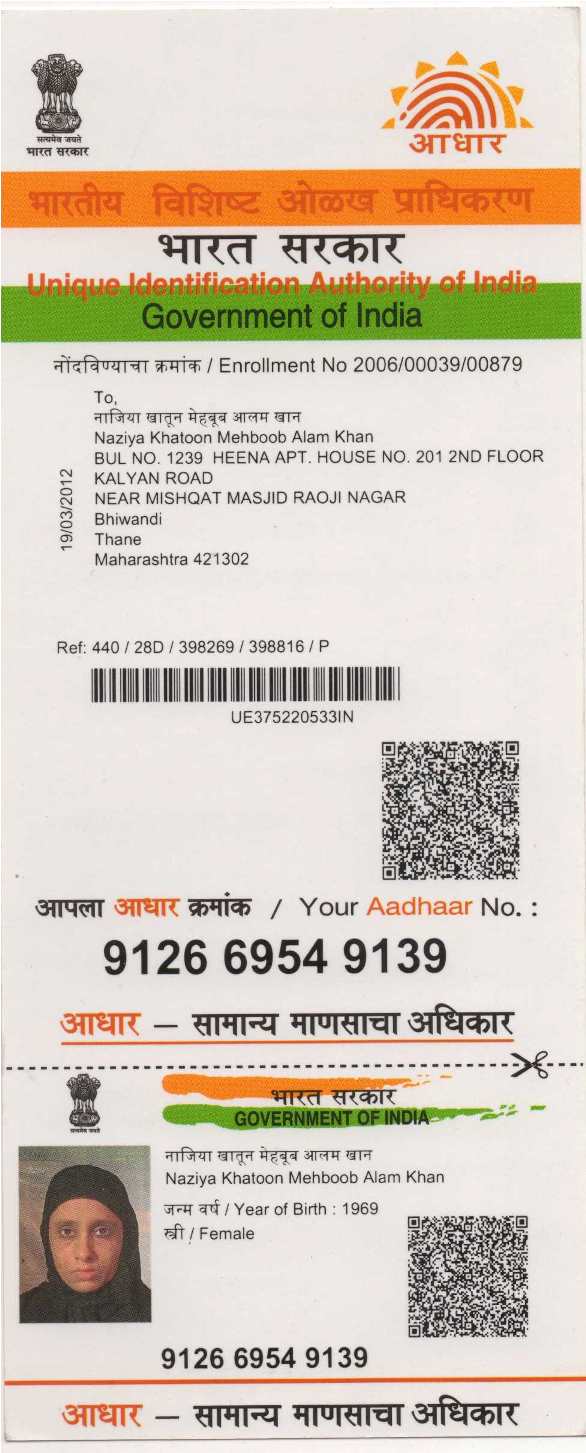 सत्यमेव जयते
भारत सरकार
आधार
भारतीय विशिष्ट ओळख प्राधिकरण
भारत सरकार
Unique Identification Authority of India
Government of India
नोंदविण्याचा क्रमांक / Enrollment No 2006/00039/00879
To,
नाजिया खातून मेहबूब आलम खान
Naziya Khatoon Mehboob Alam Khan
BUL NO. 1239 HEENA APT. HOUSE NO. 201 2ND FLOOR
KALYAN ROAD
NEAR MISHQAT MASJID RAOJI NAGAR
Bhiwandi
Thane
Maharashtra 421302
19/03/2012
Ref: 440 / 28D / 398269 / 398816 / P
UE375220533IN
आपला आधार क्रमांक / Your Aadhaar No. :
9126 6954 9139
आधार – सामान्य माणसाचा अधिकार
सत्यमेव जयते
भारत सरकार
GOVERNMENT OF INDIA
नाजिया खातून मेहबूब आलम खान
Naziya Khatoon Mehboob Alam Khan
जन्म वर्ष / Year of Birth : 1969
स्त्री / Female
9126 6954 9139
आधार – सामान्य माणसाचा अधिकार